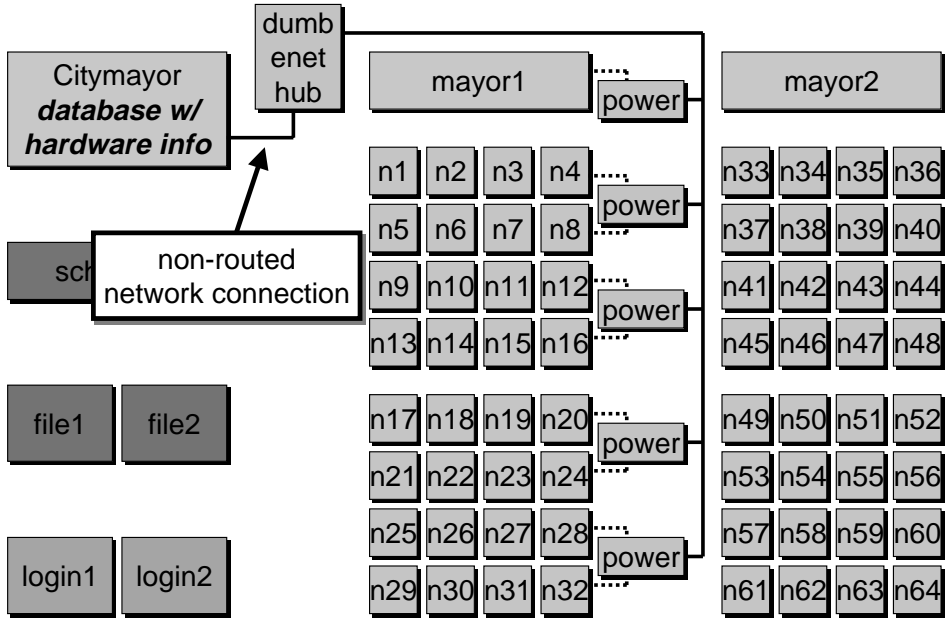 dumb
enet
hub
Citymayor
database w/
hardware info
mayor1
power
mayor2
n1 n2 n3 n4
power
n33 n34 n35 n36
n5 n6 n7 n8
n37 n38 n39 n40
non-routed
network connection
n9 n10 n11 n12
power
n41 n42 n43 n44
n13 n14 n15 n16
n45 n46 n47 n48
file1 file2
n17 n18 n19 n20
power
n49 n50 n51 n52
n21 n22 n23 n24
n53 n54 n55 n56
n25 n26 n27 n28
power
n57 n58 n59 n60
login1 login2
n29 n30 n31 n32
n61 n62 n63 n64